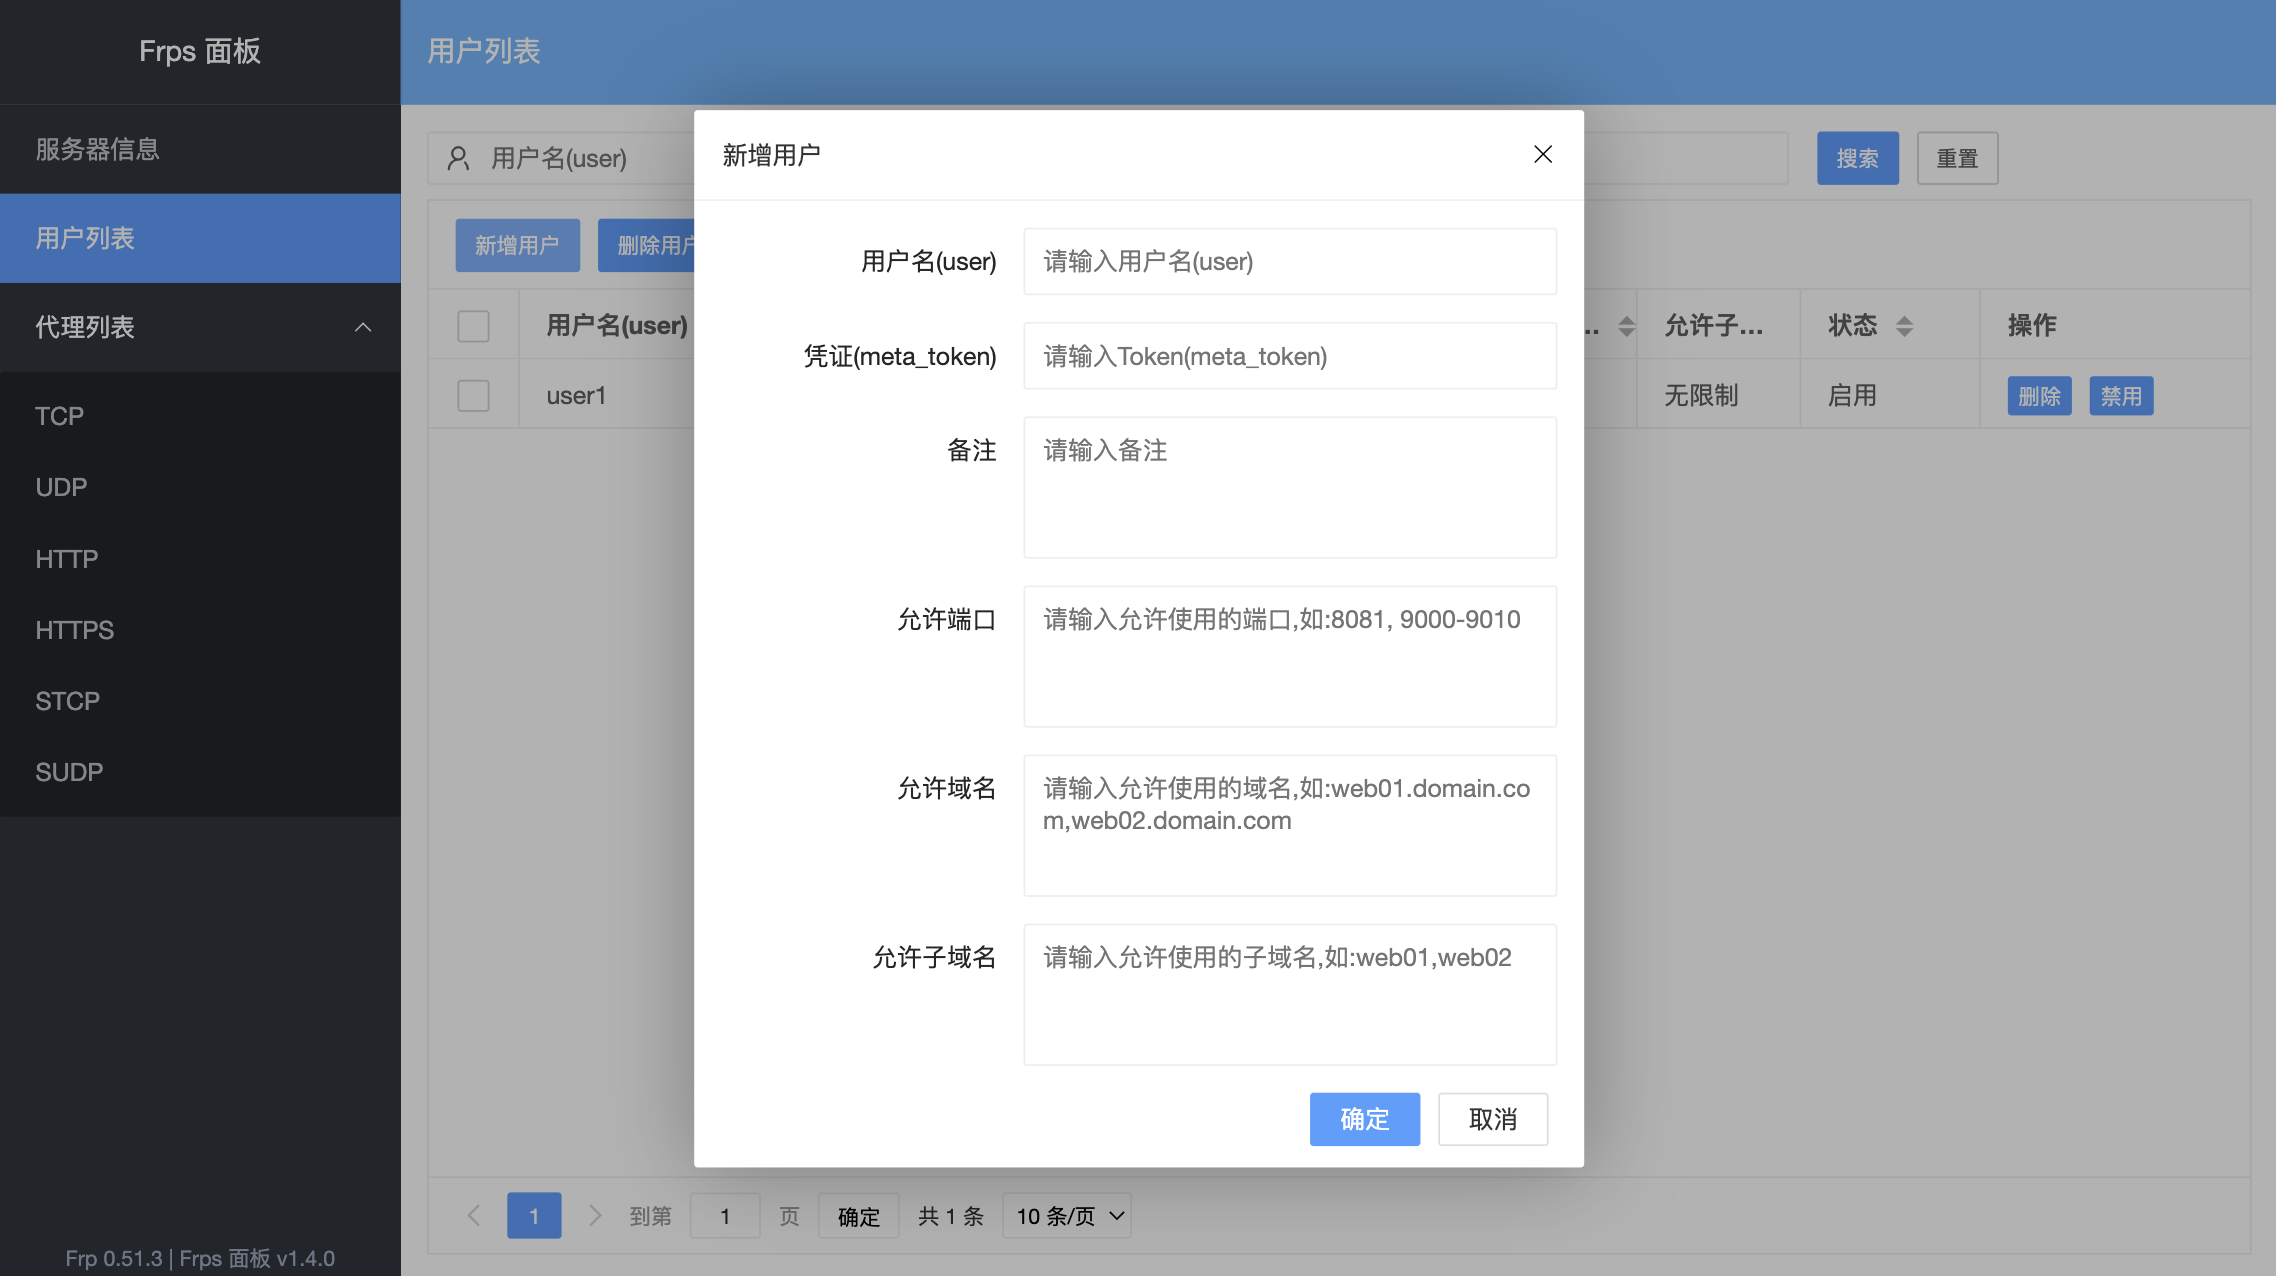 Frps 面板
服务器信息
用户列表
代理列表
TCP
UDP
HTTP
HTTPS
STCP
SUDP
Frp 0.51.3 | Frps 面板 v1.4.0
用户列表
用户名(user)
搜索
重置
新增用户
删除用户
用户名(user)
允许子...
状态
操作
user1
无限制
启用
删除
禁用
新增用户
用户名(user)
请输入用户名(user)
凭证(meta_token)
请输入Token(meta_token)
备注
请输入备注
允许端口
请输入允许使用的端口,如:8081, 9000-9010
允许域名
请输入允许使用的域名,如:web01.domain.co
m,web02.domain.com
允许子域名
请输入允许使用的子域名,如:web01,web02
确定
取消
1
到第
1
页
确定
共 1 条
10 条/页